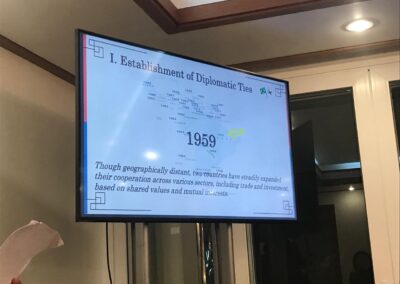 I. Establishment of Diplomatic Ties
1959
Though geographically distant, two countries have steadily expanded
their cooperation across various sectors, including trade and investment,
based on shared values and mutual interests.